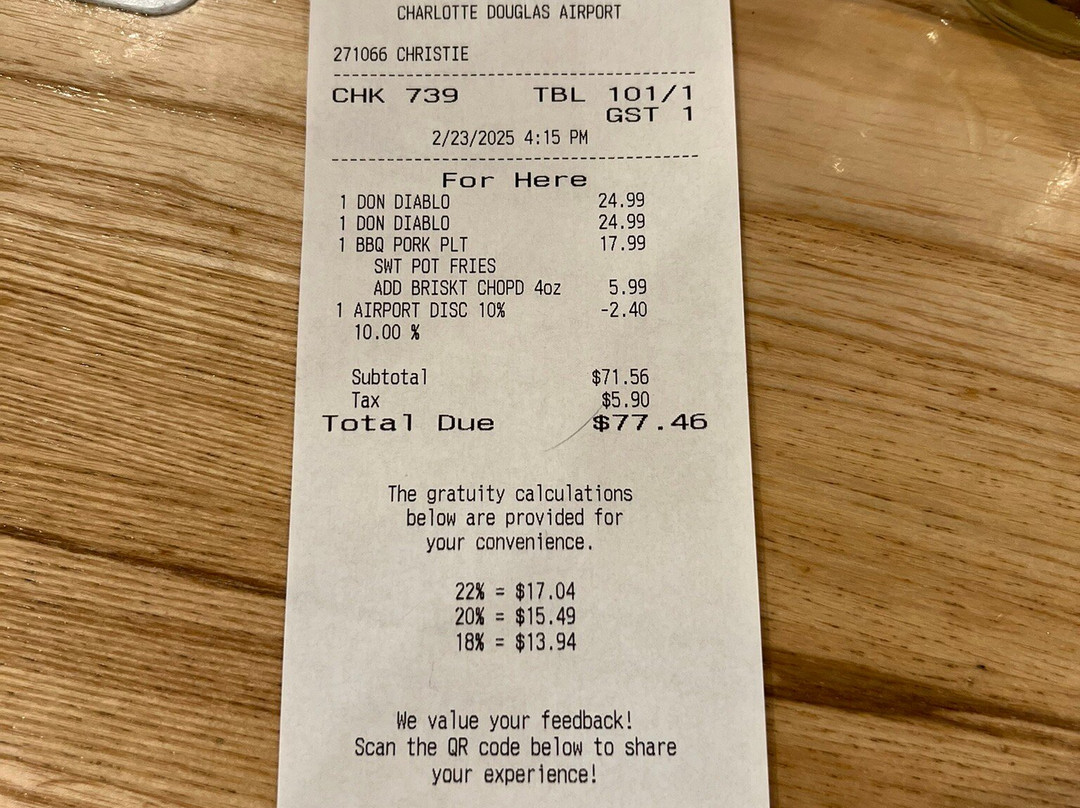 CHARLOTTE DOUGLAS AIRPORT
271066 CHRISTIE
CHK 739 TBL 101/1
GST 1
2/23/2025 4:15 PM
For Here
1 DON DIABLO 24.99
1 DON DIABLO 24.99
1 BBQ PORK PLT 17.99
SWT POT FRIES
ADD BRISKT CHOPD 4oz 5.99
1 AIRPORT DISC 10% -2.40
10.00 %
Subtotal $71.56
Tax $5.90
Total Due $77.46
The gratuity calculations
below are provided for
your convenience.
22% = $17.04
20% = $15.49
18% = $13.94
We value your feedback!
Scan the QR code below to share
your experience!